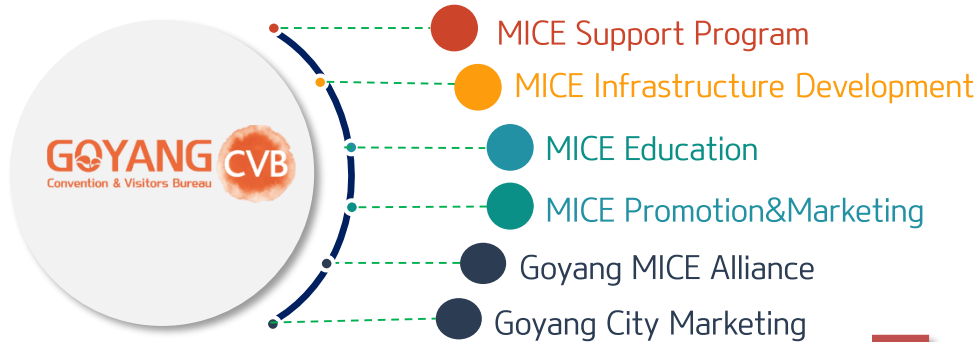 MICE Support Program
MICE Infrastructure Development
GOYANG CVB
Convention & Visitors Bureau
MICE Education
MICE Promotion&Marketing
Goyang MICE Alliance
Goyang City Marketing